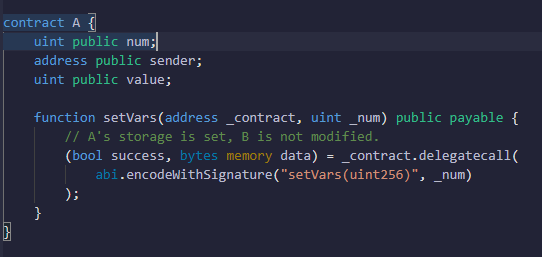 contract A {
    uint public num;
    address public sender;
    uint public value;

    function setVars(address _contract, uint _num) public payable {
        // A's storage is set, B is not modified.
        (bool success, bytes memory data) = _contract.delegatecall(
            abi.encodeWithSignature("setVars(uint256)", _num)
        );
    }
}